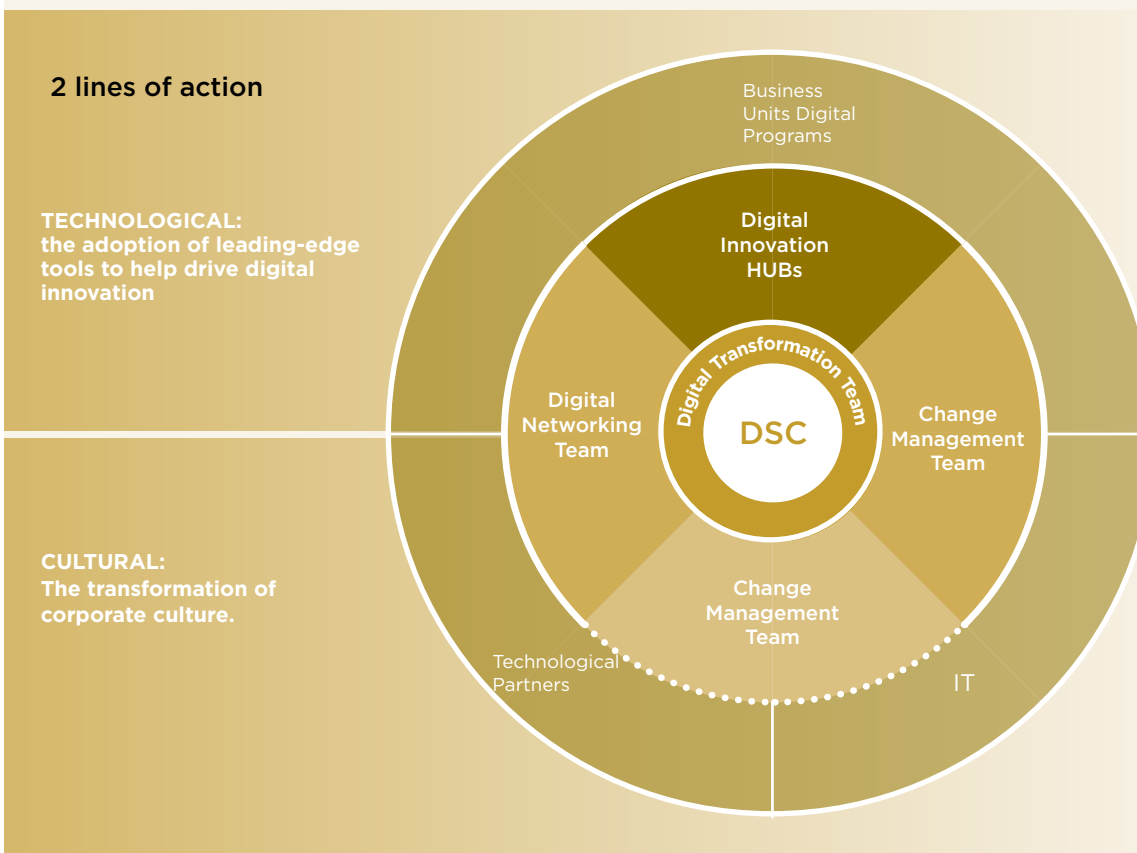 2 lines of action
TECHNOLOGICAL:
the adoption of leading-edge
tools to help drive digital
innovation
CULTURAL:
The transformation of
corporate culture.
Business
Units Digital
Programs
Digital
Innovation
HUBs
Digital Transformation Team
DSC
Digital
Networking
Team
Change
Management
Team
Change
Management
Team
Technological
Partners
IT